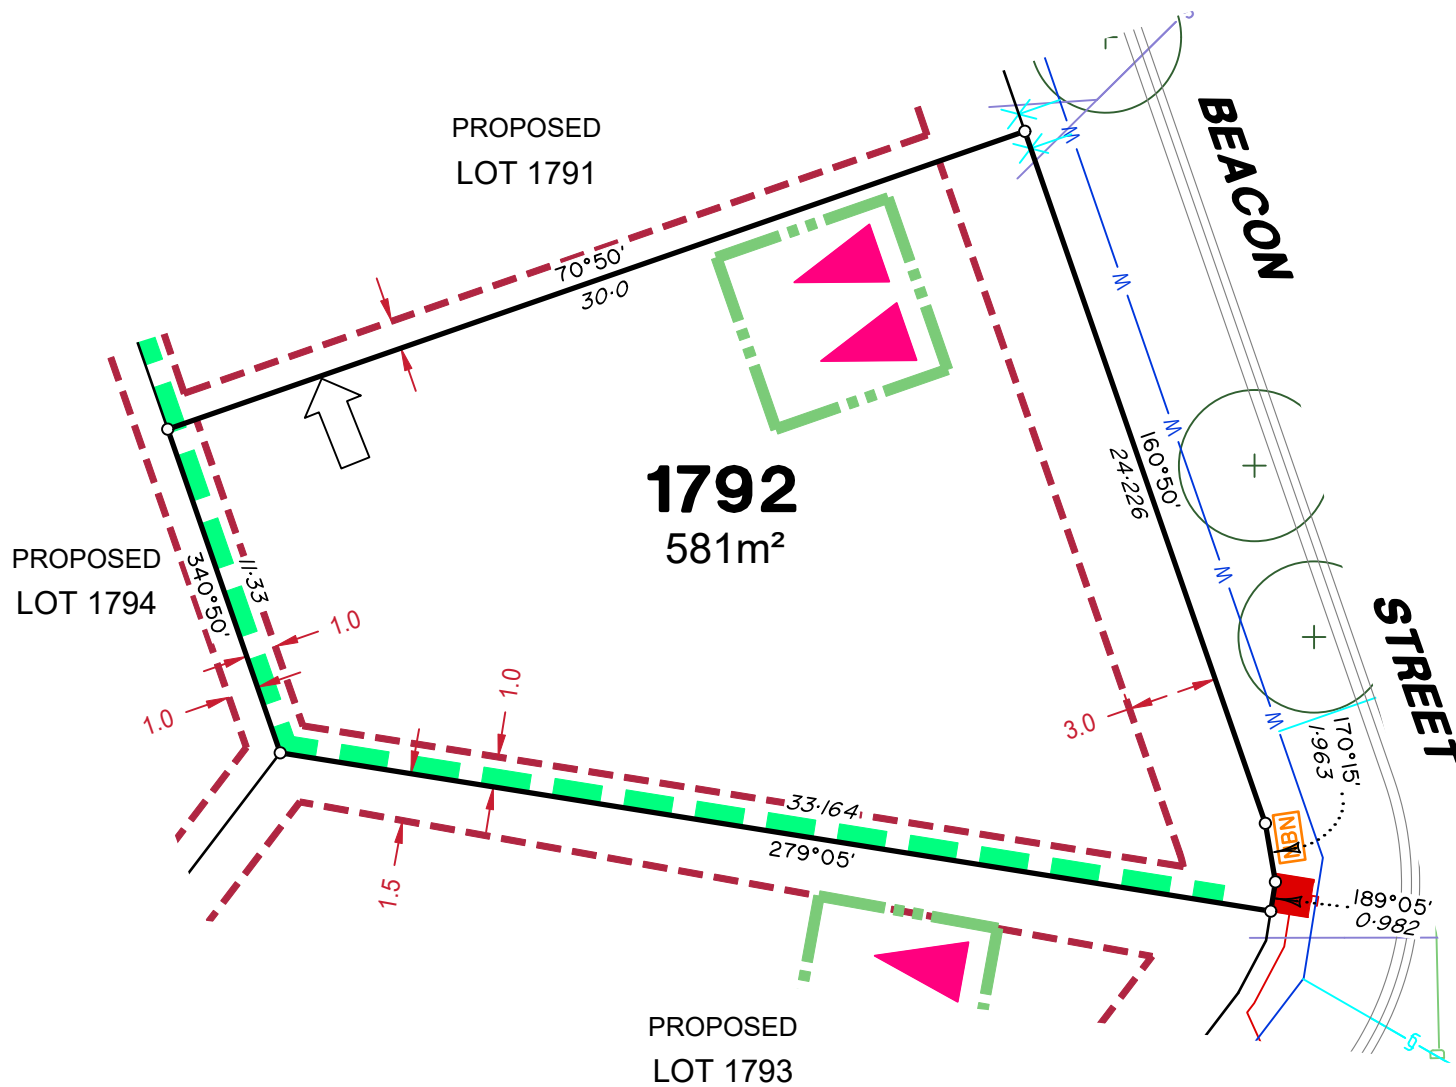 BEACON
PROPOSED
LOT 1791
70°50'
30·0
1792
581m²
160°50'
24·226
W
W
W
W
W
PROPOSED
LOT 1794
340°50'
11·33
1.0
1.0
1.0
3.0
STREET
170°15'
1·963
33·164
279°05'
NBN
1.5
189°05'
0·982
PROPOSED
LOT 1793
g
D